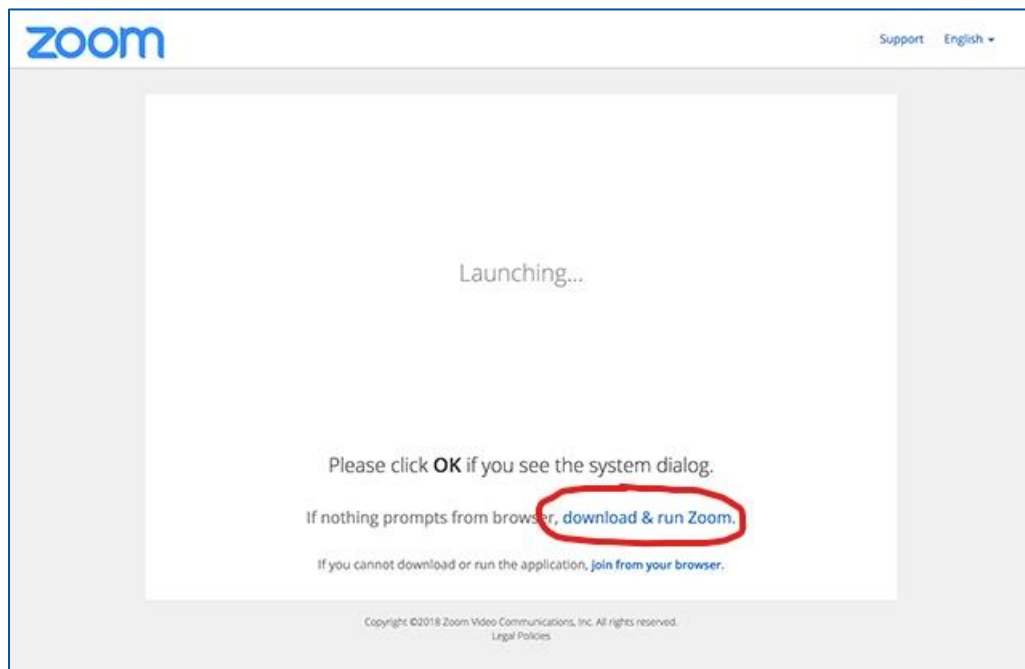 zoom
Support English
Launching...
Please click OK if you see the system dialog.
If nothing prompts from browser, download & run Zoom.
If you cannot download or run the application, join from your browser.
Copyright ©2018 Zoom Video Communications, Inc. All rights reserved.
Legal Policies